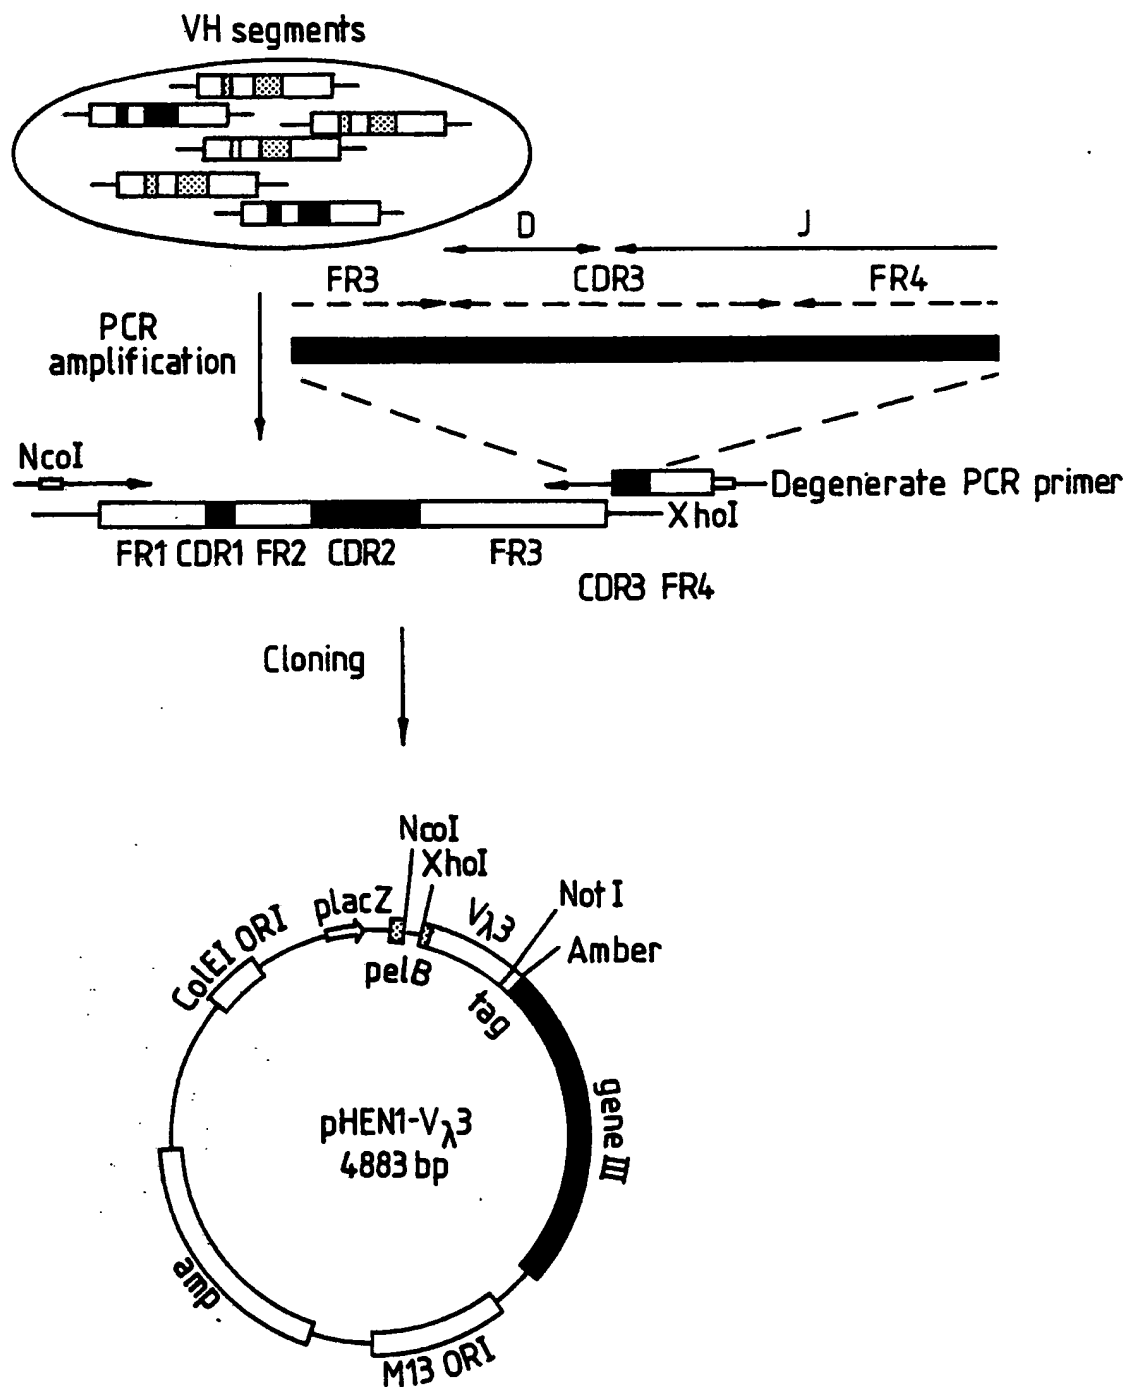 VH segments
D
J
FR3
CDR3
FR4
PCR
amplification
NcoI
Degenerate PCR primer
XhoI
FR1 CDR1 FR2 CDR2 FR3
CDR3 FR4
Cloning
NcoI
XhoI
NotI
Vλ3
Amber
placZ
pelB
tag
ColEI ORI
gene III
pHEN1-Vλ3
4883 bp
amp
M13 ORI